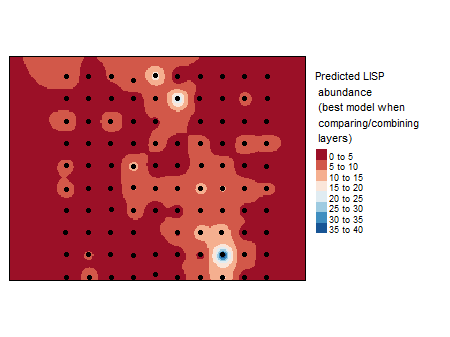 Predicted LISP
abundance
(best model when
comparing/combining
layers)
0 to 5
5 to 10
10 to 15
15 to 20
20 to 25
25 to 30
30 to 35
35 to 40